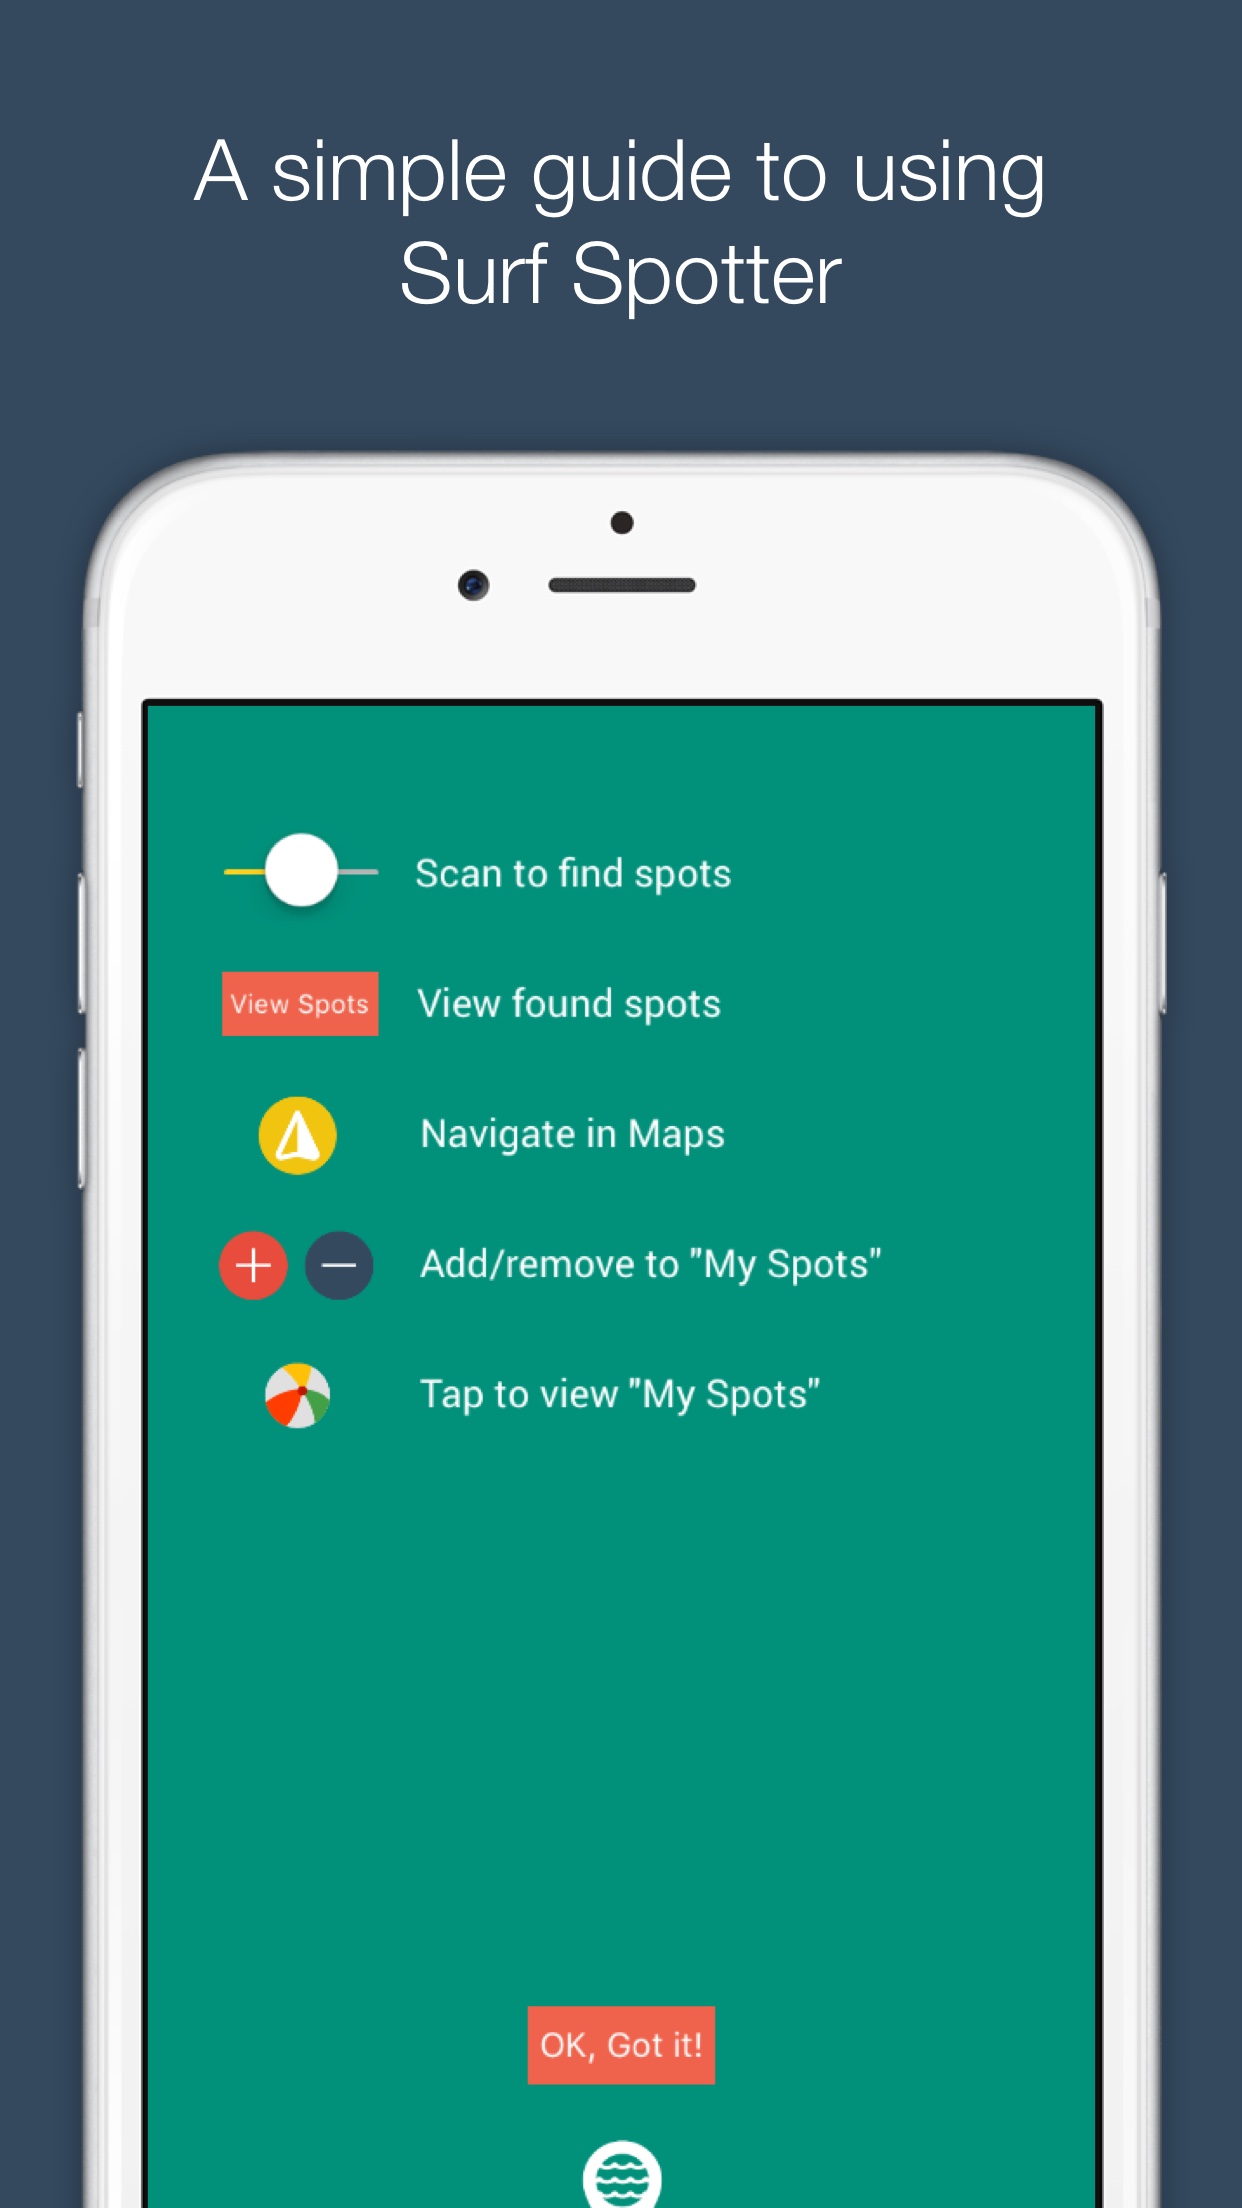 A simple guide to using
Surf Spotter
Scan to find spots
View Spots
View found spots
Navigate in Maps
Add/remove to "My Spots"
Tap to view "My Spots"
OK, Got it!